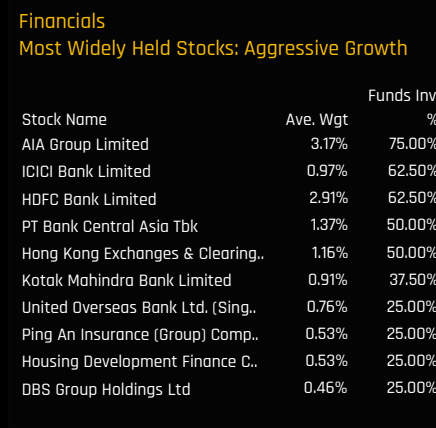 Financials
Most Widely Held Stocks: Aggressive Growth
Funds Inv
Stock Name Ave. Wgt %
AIA Group Limited 3.17% 75.00%
ICICI Bank Limited 0.97% 62.50%
HDFC Bank Limited 2.91% 62.50%
PT Bank Central Asia Tbk 1.37% 50.00%
Hong Kong Exchanges & Clearing.. 1.16% 50.00%
Kotak Mahindra Bank Limited 0.91% 37.50%
United Overseas Bank Ltd. (Sing.. 0.76% 25.00%
Ping An Insurance (Group) Comp.. 0.53% 25.00%
Housing Development Finance C.. 0.53% 25.00%
DBS Group Holdings Ltd 0.46% 25.00%